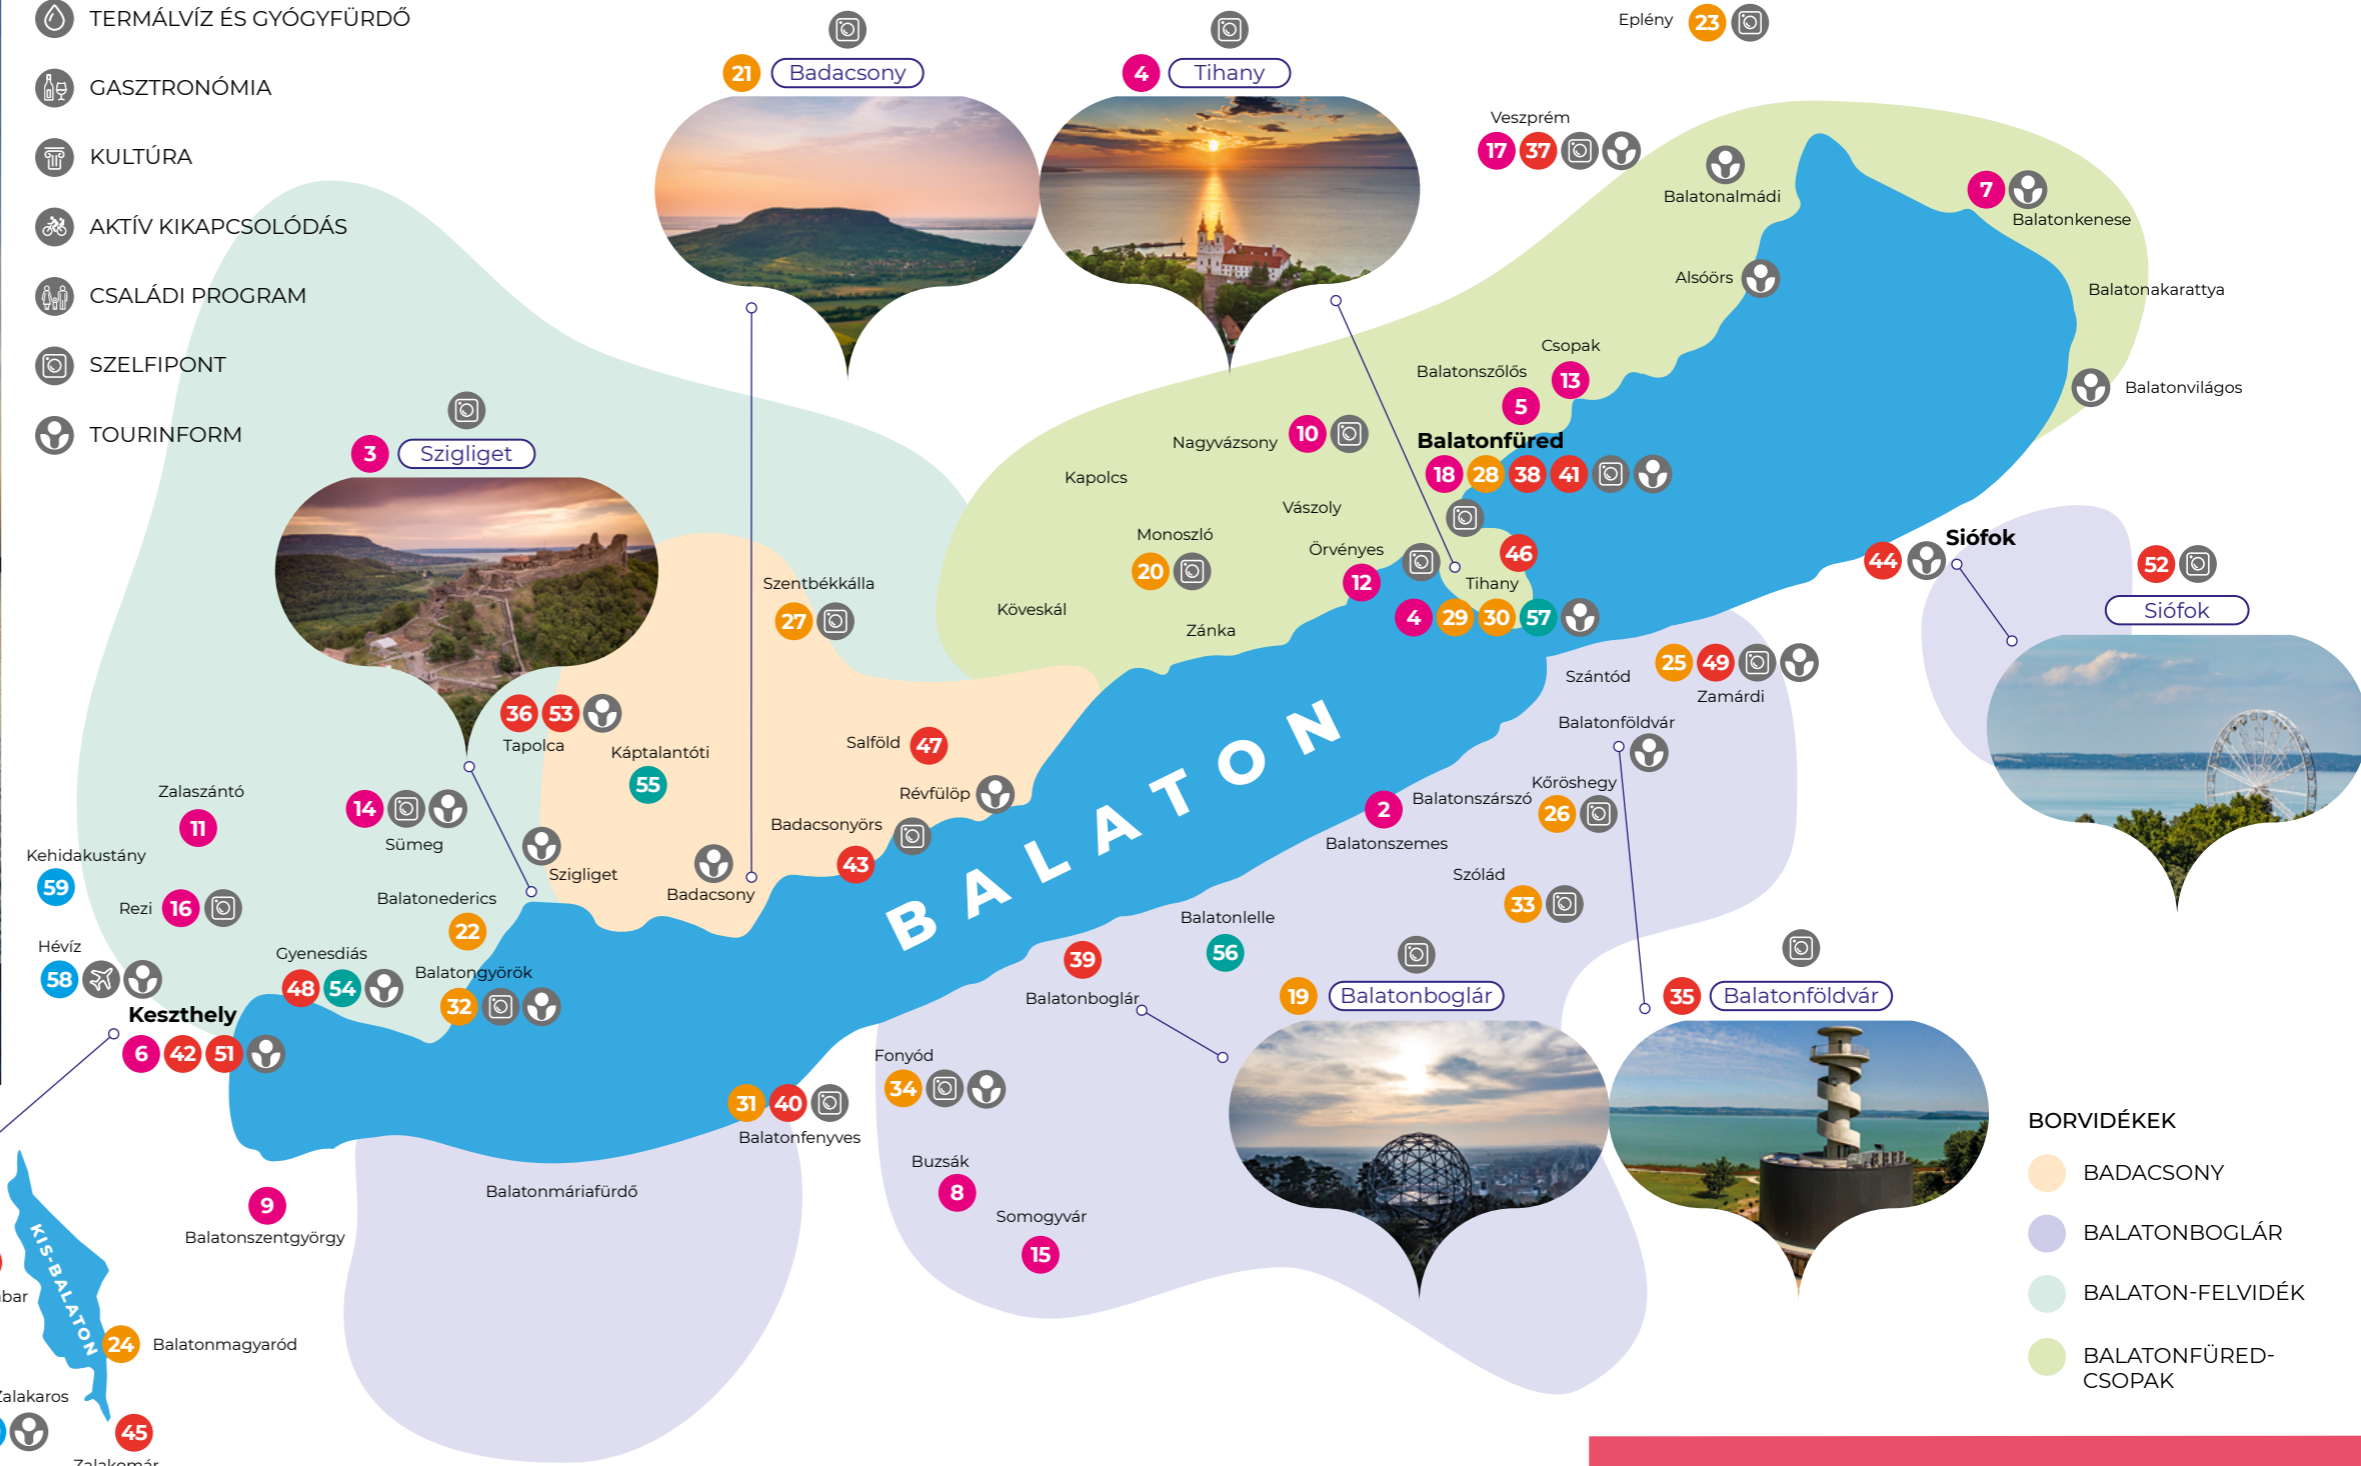 TERMÁLVÍZ ÉS GYÓGYFÜRDŐ
GASZTRONÓMIA
KULTÚRA
AKTÍV KIKAPCSOLÓDÁS
CSALÁDI PROGRAM
SZELFIPONT
TOURINFORM
21 Badacsony
4 Tihany
Eplény 23
Veszprém
17 37
Balatonalmádi
7
Balatonkenese
Alsóörs
Balatonakarattya
Balatonvilágos
Csopak
13
Balatonszőlős
5
3 Szigliget
Nagyvázsony 10
Balatonfüred
18 28 38 41
Kapolcs
Vászoly
Monoszló
20
Örvényes
12
46
Tihany
4 29 30 57
Köveskál
Zánka
Siófok
44
52
Siófok
Szentbékkálla
27
Szántód
25 49
Zamárdi
Balatonföldvár
36 53
Tapolca
Káptalantóti
55
Salföld 47
Révfülöp
Badacsonyörs
43
BALATON
Kőröshegy
26
Balatonszárszó
2
Balatonszemes
Szólád
33
Zalaszántó
11
14
Sümeg
Kehidakustány
59
Rezi 16
Szigliget
Badacsony
Balatonederics
22
Hévíz
58
Gyenesdiás
48 54
Balatongyörök
32
Keszthely
6 42 51
Balatonlelle
56
39
Balatonboglár
19 Balatonboglár
35 Balatonföldvár
Fonyód
34
31 40
Balatonfenyves
Buzsák
8
Somogyvár
15
Balatonmáriafürdő
9
Balatonszentgyörgy
KIS-BALATON
bar
24 Balatonmagyaród
Zalakaros
45
Zalakomár
BORVIDÉKEK
BADACSONY
BALATONBOGLÁR
BALATON-FELVIDÉK
BALATONFÜRED-
CSOPAK